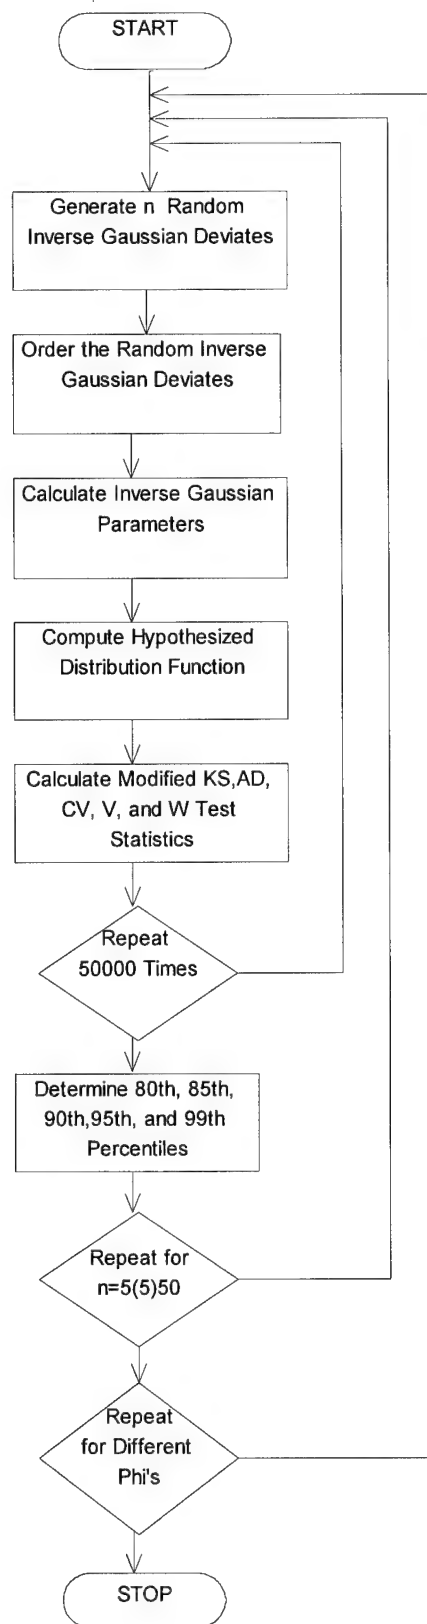 START
Generate n Random
Inverse Gaussian Deviates
Order the Random Inverse
Gaussian Deviates
Calculate Inverse Gaussian
Parameters
Compute Hypothesized
Distribution Function
Calculate Modified KS,AD,
CV, V, and W Test
Statistics
Repeat
50000 Times
Determine 80th, 85th,
90th,95th, and 99th
Percentiles
Repeat for
n=5(5)50
Repeat
for Different
Phi's
STOP